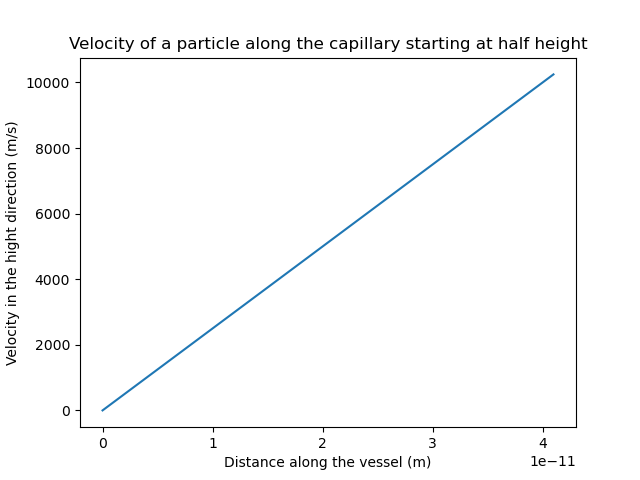 Velocity of a particle along the capillary starting at half height
10000
8000
6000
4000
2000
0
Velocity in the hight direction (m/s)
0 1 2 3 4
1e−11
Distance along the vessel (m)